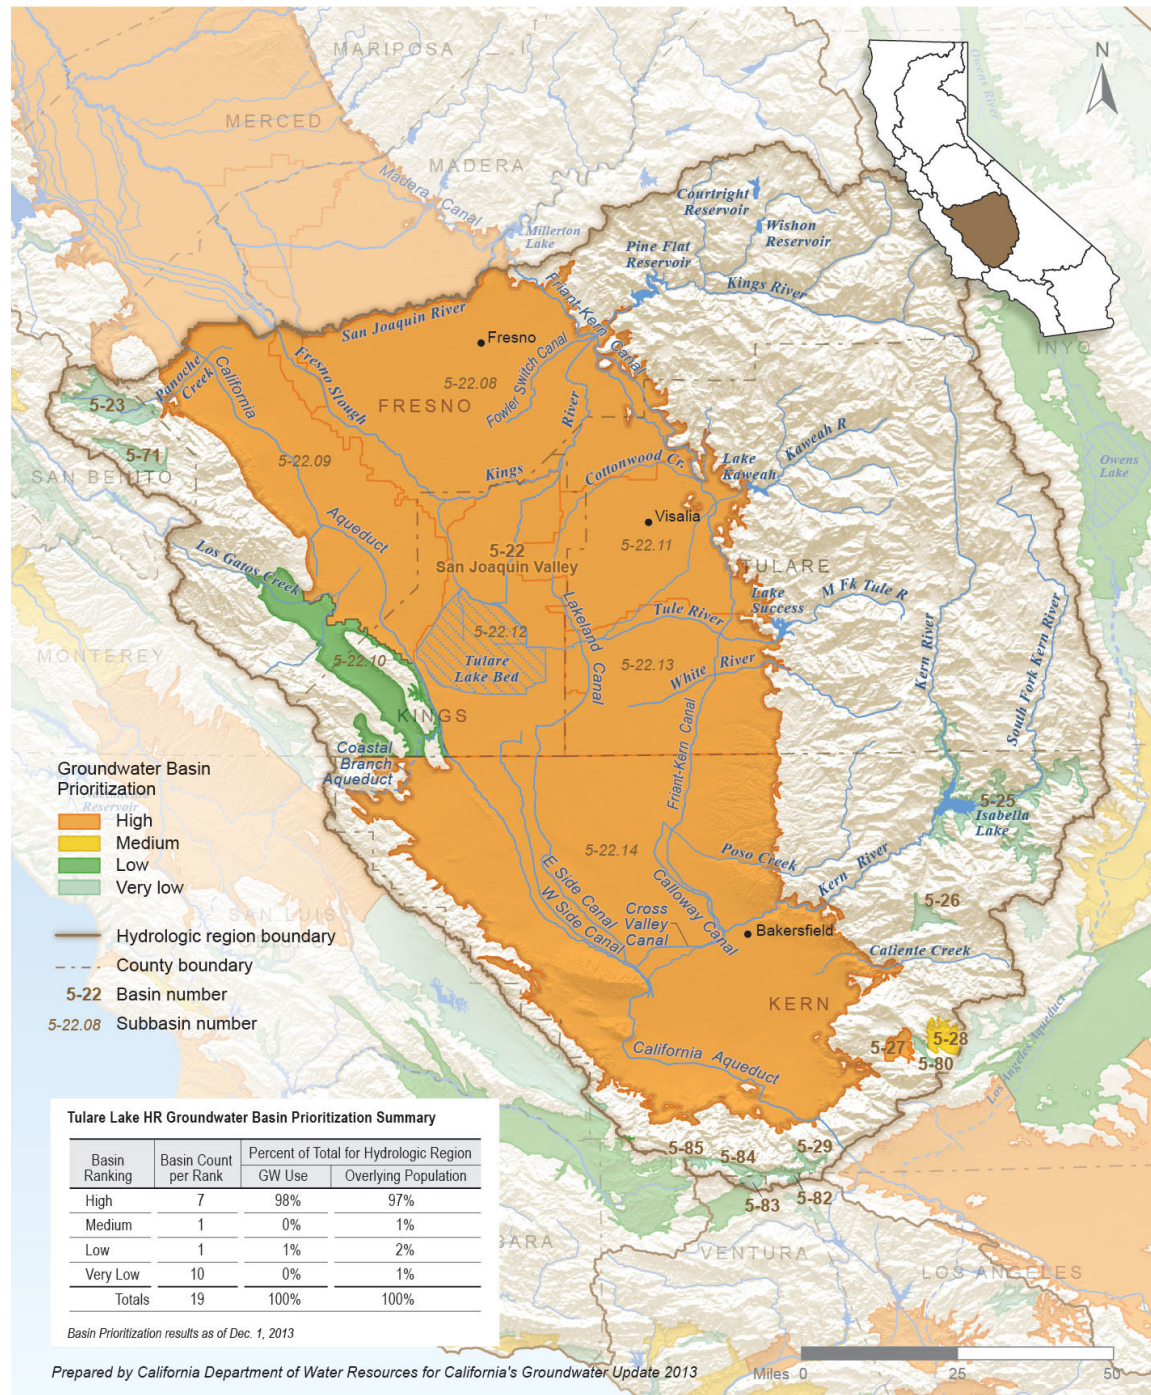 N
MARIPOSA
MERCED
MADERA
Madera Canal
Millerton
Lake
Owens River
Courtright
Reservoir
Wishon
Reservoir
Pine Flat
Reservoir
Kings River
INYO
Owens
Lake
San Joaquin River
Friant-Kern Canal
Fresno
5-22.08
FRESNO
Fowler Switch Canal
Fresno Slough
Panoche
Creek
California
Aqueduct
5-23
5-71
SAN BENITO
5-22.09
Kings
River
Cottonwood Cr.
Lake
Kaweah
Kaweah R
Visalia
5-22.11
5-22
San Joaquin Valley
TULARE
Los Gatos Creek
Lake
Success
M Fk Tule R
Tule River
5-22.12
Tulare
Lake Bed
Lakeland Canal
5-22.13
White River
Kern River
South Fork Kern River
MONTEREY
5-22.10
KINGS
Coastal
Branch
Aqueduct
Friant-Kern Canal
5-25
Isabella
Lake
Groundwater Basin
Prioritization
Reservoir
High
Medium
Low
Very low
SAN LUIS
Hydrologic region boundary
County boundary
5-22 Basin number
5-22.08 Subbasin number
5-22.14
Poso Creek
Kern River
E Side Canal
W Side Canal
Calloway Canal
Cross
Valley
Canal
Bakersfield
5-26
Caliente Creek
KERN
California Aqueduct
5-27
5-28
5-80
Los Angeles Aqueduct
5-85
5-84
5-29
5-83
5-82
BARA
VENTURA
LOS ANGELES
Tulare Lake HR Groundwater Basin Prioritization Summary
Basin Ranking Basin Count per Rank Percent of Total for Hydrologic Region
GW Use Overlying Population
High 7 98% 97%
Medium 1 0% 1%
Low 1 1% 2%
Very Low 10 0% 1%
Totals 19 100% 100%
Basin Prioritization results as of Dec. 1, 2013
Prepared by California Department of Water Resources for California's Groundwater Update 2013
Miles 0 25 50